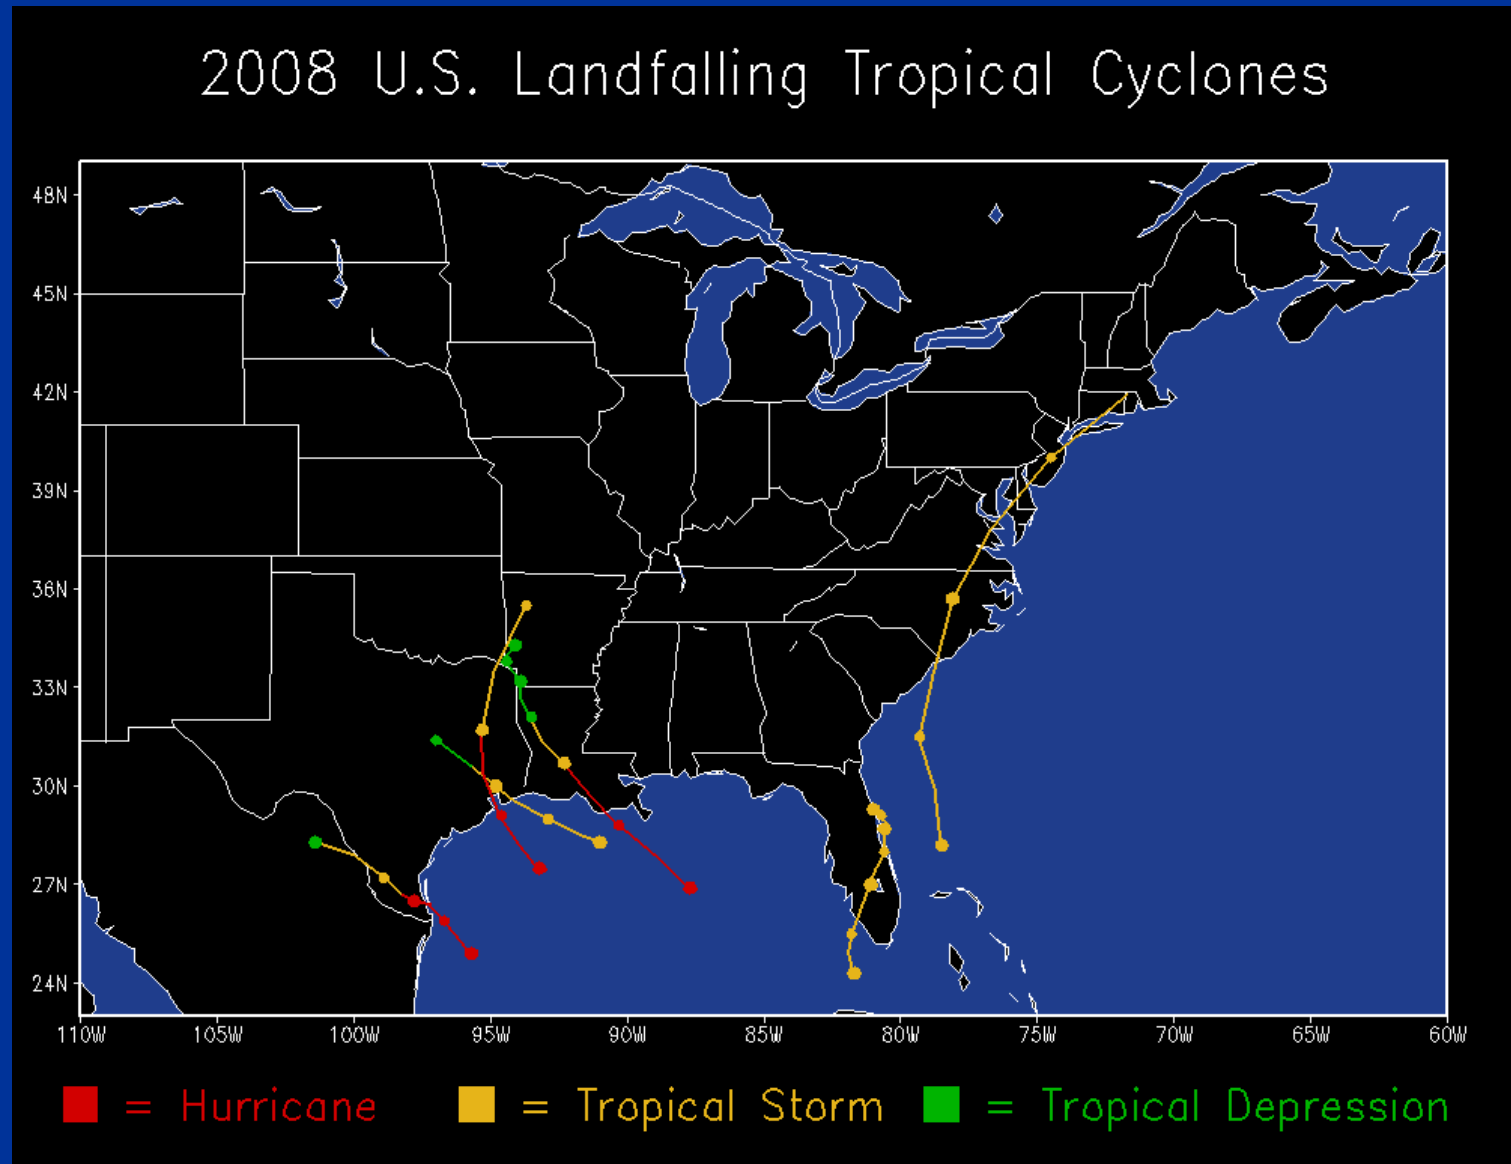 2008 U.S. Landfalling Tropical Cyclones
48N
45N
42N
39N
36N
33N
30N
27N
24N
110W 105W 100W 95W 90W 85W 80W 75W 70W 65W 60W
= Hurricane = Tropical Storm = Tropical Depression